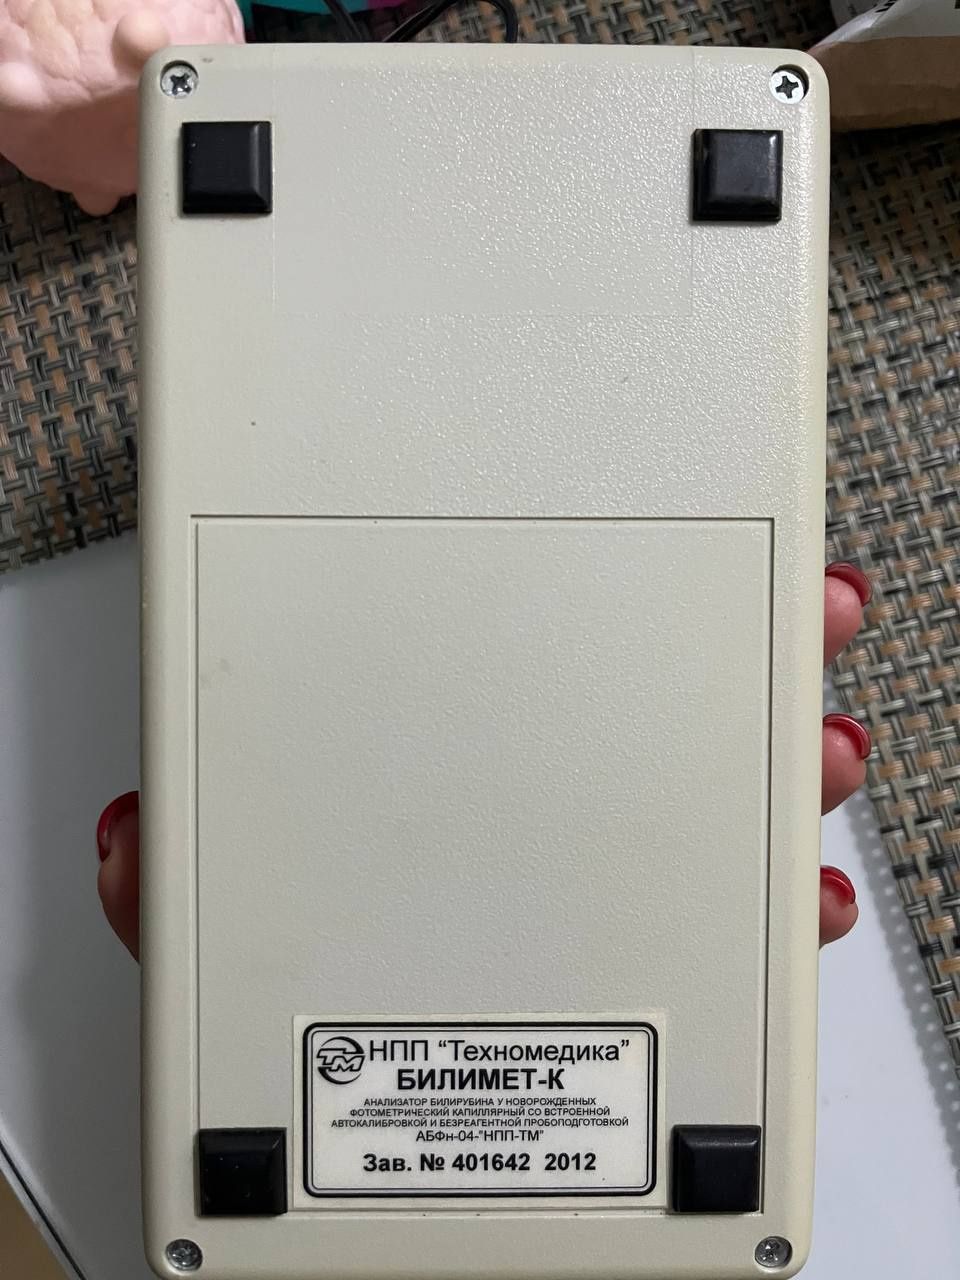 ТМ
НПП “Техномедика”
БИЛИМЕТ-К
АНАЛИЗАТОР БИЛИРУБИНА У НОВОРОЖДЕННЫХ
ФОТОМЕТРИЧЕСКИЙ КАПИЛЛЯРНЫЙ СО ВСТРОЕННОЙ
АВТОКАЛИБРОВКОЙ И БЕЗРЕАГЕНТНОЙ ПРОБОПОДГОТОВКОЙ
АБФн-04-"НПП-ТМ"
Зав. № 401642 2012